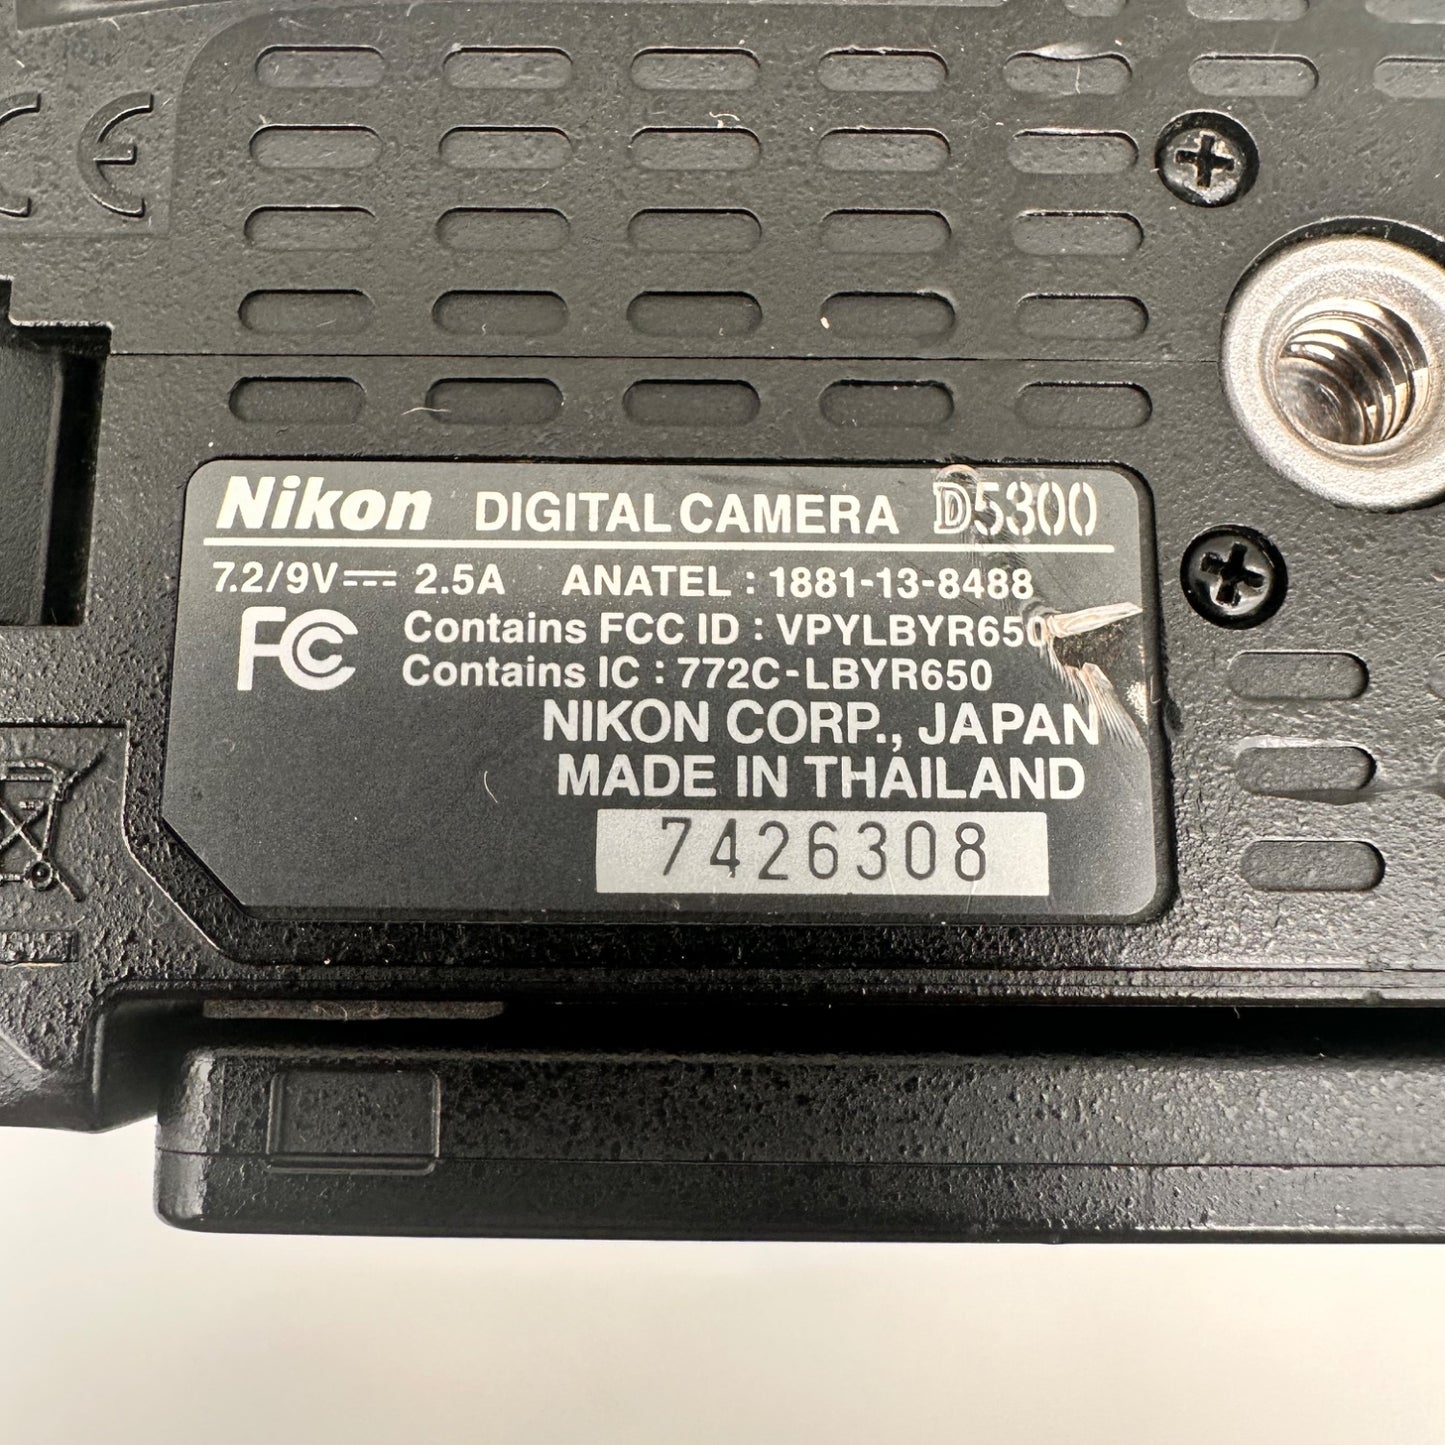 Nikon DIGITAL CAMERA D5300
7.2/9V⎓ 2.5A ANATEL : 1881-13-8488
FC Contains FCC ID : VPYLBYR650
Contains IC : 772C-LBYR650
NIKON CORP., JAPAN
MADE IN THAILAND
7426308
CE